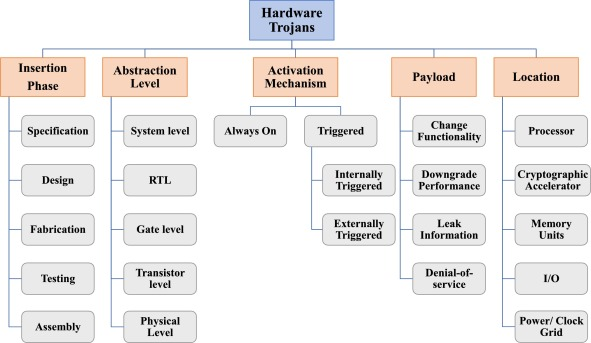 Hardware
Trojans
Insertion
Phase
Abstraction
Level
Activation
Mechanism
Payload
Location
Specification
Design
Fabrication
Testing
Assembly
System level
RTL
Gate level
Transistor
level
Physical
Level
Always On
Triggered
Internally
Triggered
Externally
Triggered
Change
Functionality
Downgrade
Performance
Leak
Information
Denial-of-
service
Processor
Cryptographic
Accelerator
Memory
Units
I/O
Power/ Clock
Grid